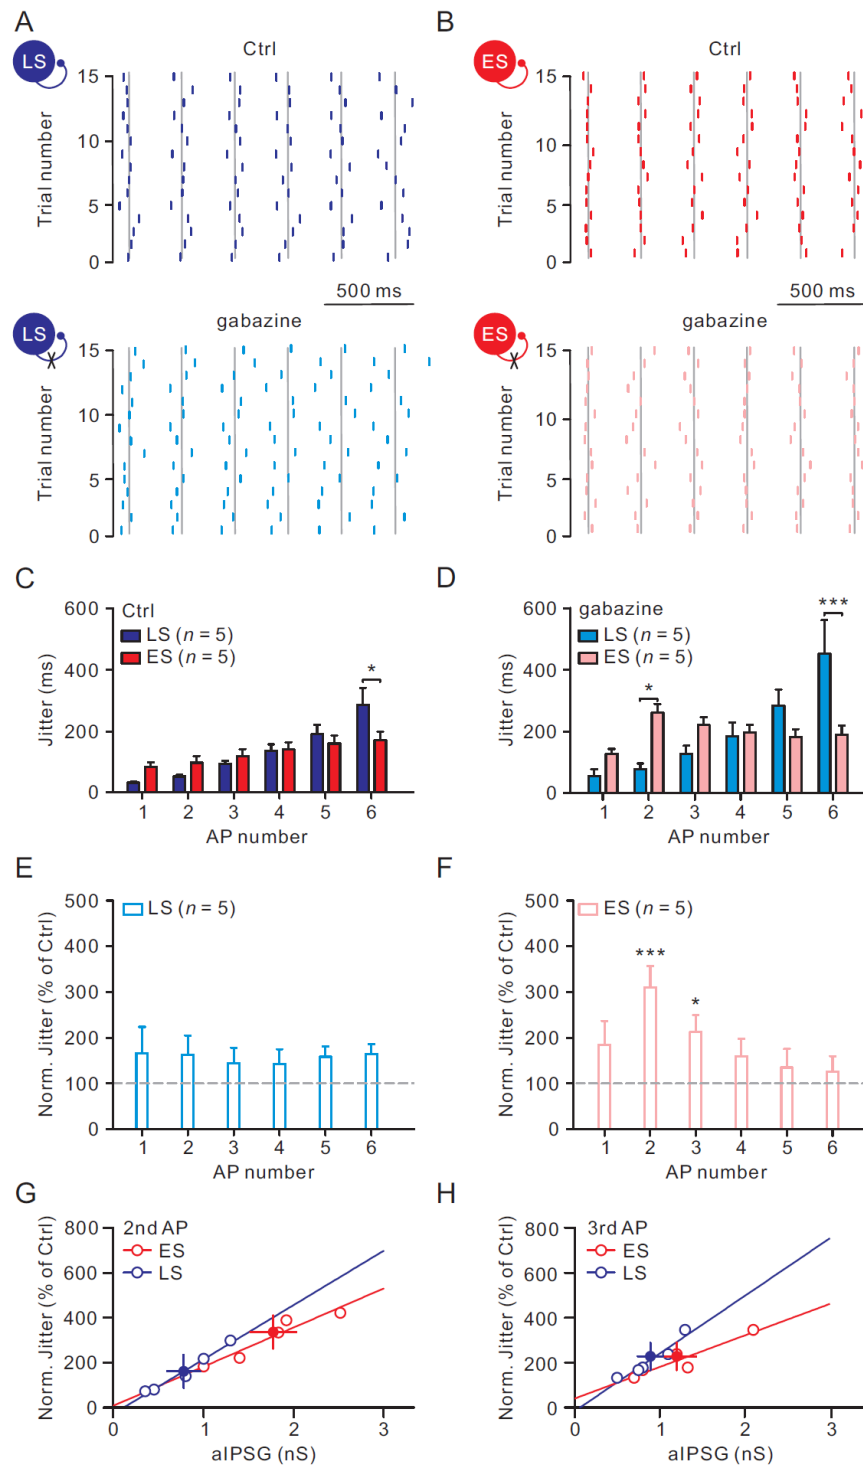 A
B
LS
Ctrl
ES
Ctrl
Trial number
15
10
5
0
Trial number
15
10
5
0
500 ms
500 ms
LS
gabazine
ES
gabazine
Trial number
15
10
5
0
Trial number
15
10
5
0
C
D
Jitter (ms)
600
400
200
0
Ctrl
LS (n = 5)
ES (n = 5)
*
1 2 3 4 5 6
AP number
Jitter (ms)
600
400
200
0
gabazine
LS (n = 5)
ES (n = 5)
*
***
1 2 3 4 5 6
AP number
E
F
Norm. Jitter (% of Ctrl)
500
400
300
200
100
0
LS (n = 5)
1 2 3 4 5 6
AP number
Norm. Jitter (% of Ctrl)
500
400
300
200
100
0
ES (n = 5)
***
*
1 2 3 4 5 6
AP number
G
H
Norm. Jitter (% of Ctrl)
800
600
400
200
0
2nd AP
ES
LS
0 1 2 3
aIPSG (nS)
Norm. Jitter (% of Ctrl)
800
600
400
200
0
3rd AP
ES
LS
0 1 2 3
aIPSG (nS)